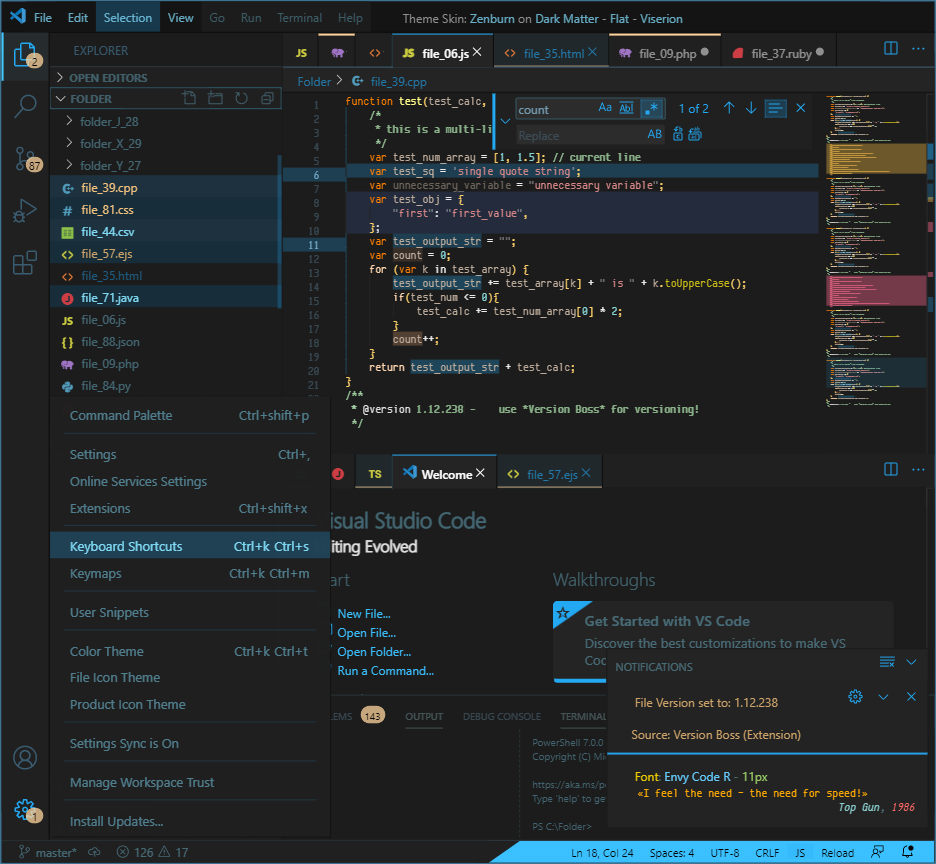 File Edit Selection View Go Run Terminal Help Theme Skin: Zenburn on Dark Matter - Flat - Viserion
2
EXPLORER
JS file_06.js file_35.html file_09.php file_37.ruby
OPEN EDITORS
FOLDER
Folder > file_39.cpp
folder_J_28
folder_X_29
folder_Y_27
87
file_39.cpp
file_81.css
file_44.csv
file_57.ejs
file_35.html
file_71.java
JS file_06.js
file_88.json
file_09.php
file_84.py
count Aa Abl .* 1 of 2
Replace AB
1 function test(test_calc,
2 /*
3 * this is a multi-li
4 */
5 var test_num_array = [1, 1.5]; // current line
6 var test_sq = 'single quote string';
7 var unnecessary_variable = "unnecessary variable";
8 var test_obj = {
9 "first": "first_value",
10 };
11 var test_output_str = "";
12 var count = 0;
13 for (var k in test_array) {
14 test_output_str += test_array[k] + " is " + k.toUpperCase();
15 if(test_num <= 0){
16 test_calc += test_num_array[0] * 2;
17 }
18 count++;
19 }
20 return test_output_str + test_calc;
21 }
/**
* @version 1.12.238 - use *Version Boss* for versioning!
*/
Command Palette Ctrl+shift+p
Settings Ctrl+,
Online Services Settings
Extensions Ctrl+shift+x
Keyboard Shortcuts Ctrl+k Ctrl+s
Keymaps Ctrl+k Ctrl+m
User Snippets
Color Theme Ctrl+k Ctrl+t
File Icon Theme
Product Icon Theme
Settings Sync is On
Manage Workspace Trust
Install Updates...
1
TS Welcome file_57.ejs
isual Studio Code
iting Evolved
art
New File...
Open File...
Open Folder...
Run a Command...
Walkthroughs
Get Started with VS Code
Discover the best customizations to make VS
Coc
NOTIFICATIONS
File Version set to: 1.12.238
Source: Version Boss (Extension)
Font: Envy Code R - 11px
«I feel the need - the need for speed!»
Top Gun, 1986
EMS 143 OUTPUT DEBUG CONSOLE TERMINAL
PowerShell 7.0.0
Copyright (C) Mi
https://aka.ms/p
Type 'help' to ge
PS C:\Folder>
master* 126 17 Ln 18, Col 24 Spaces: 4 UTF-8 CRLF JS Reload